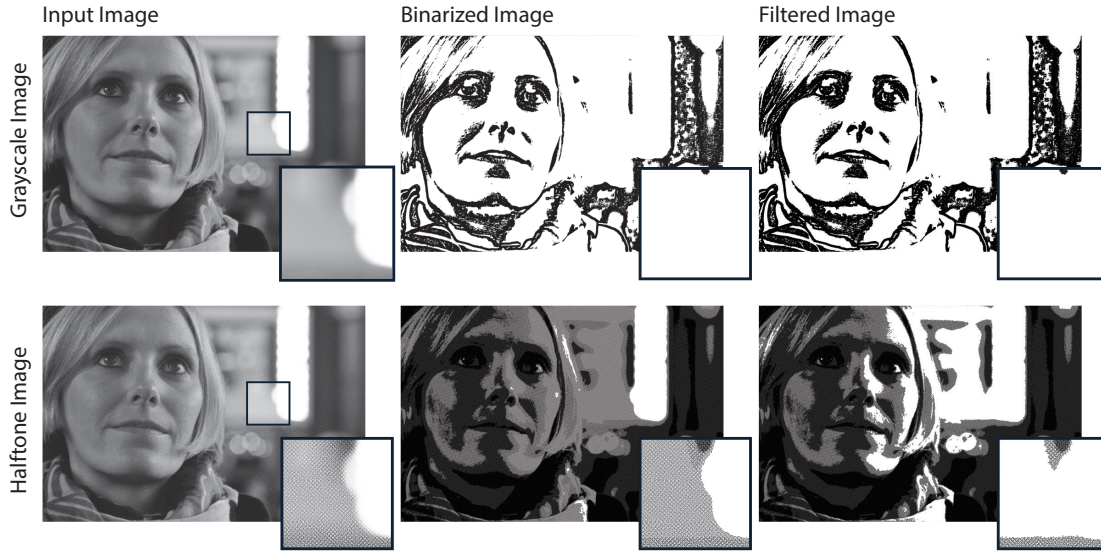 Input Image
Binarized Image
Filtered Image
Grayscale Image
Halftone Image